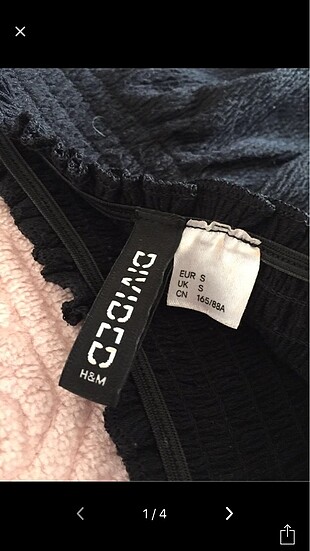 DIVIDED
H&M
EUR S
UK S
CN 165/88A
1/4